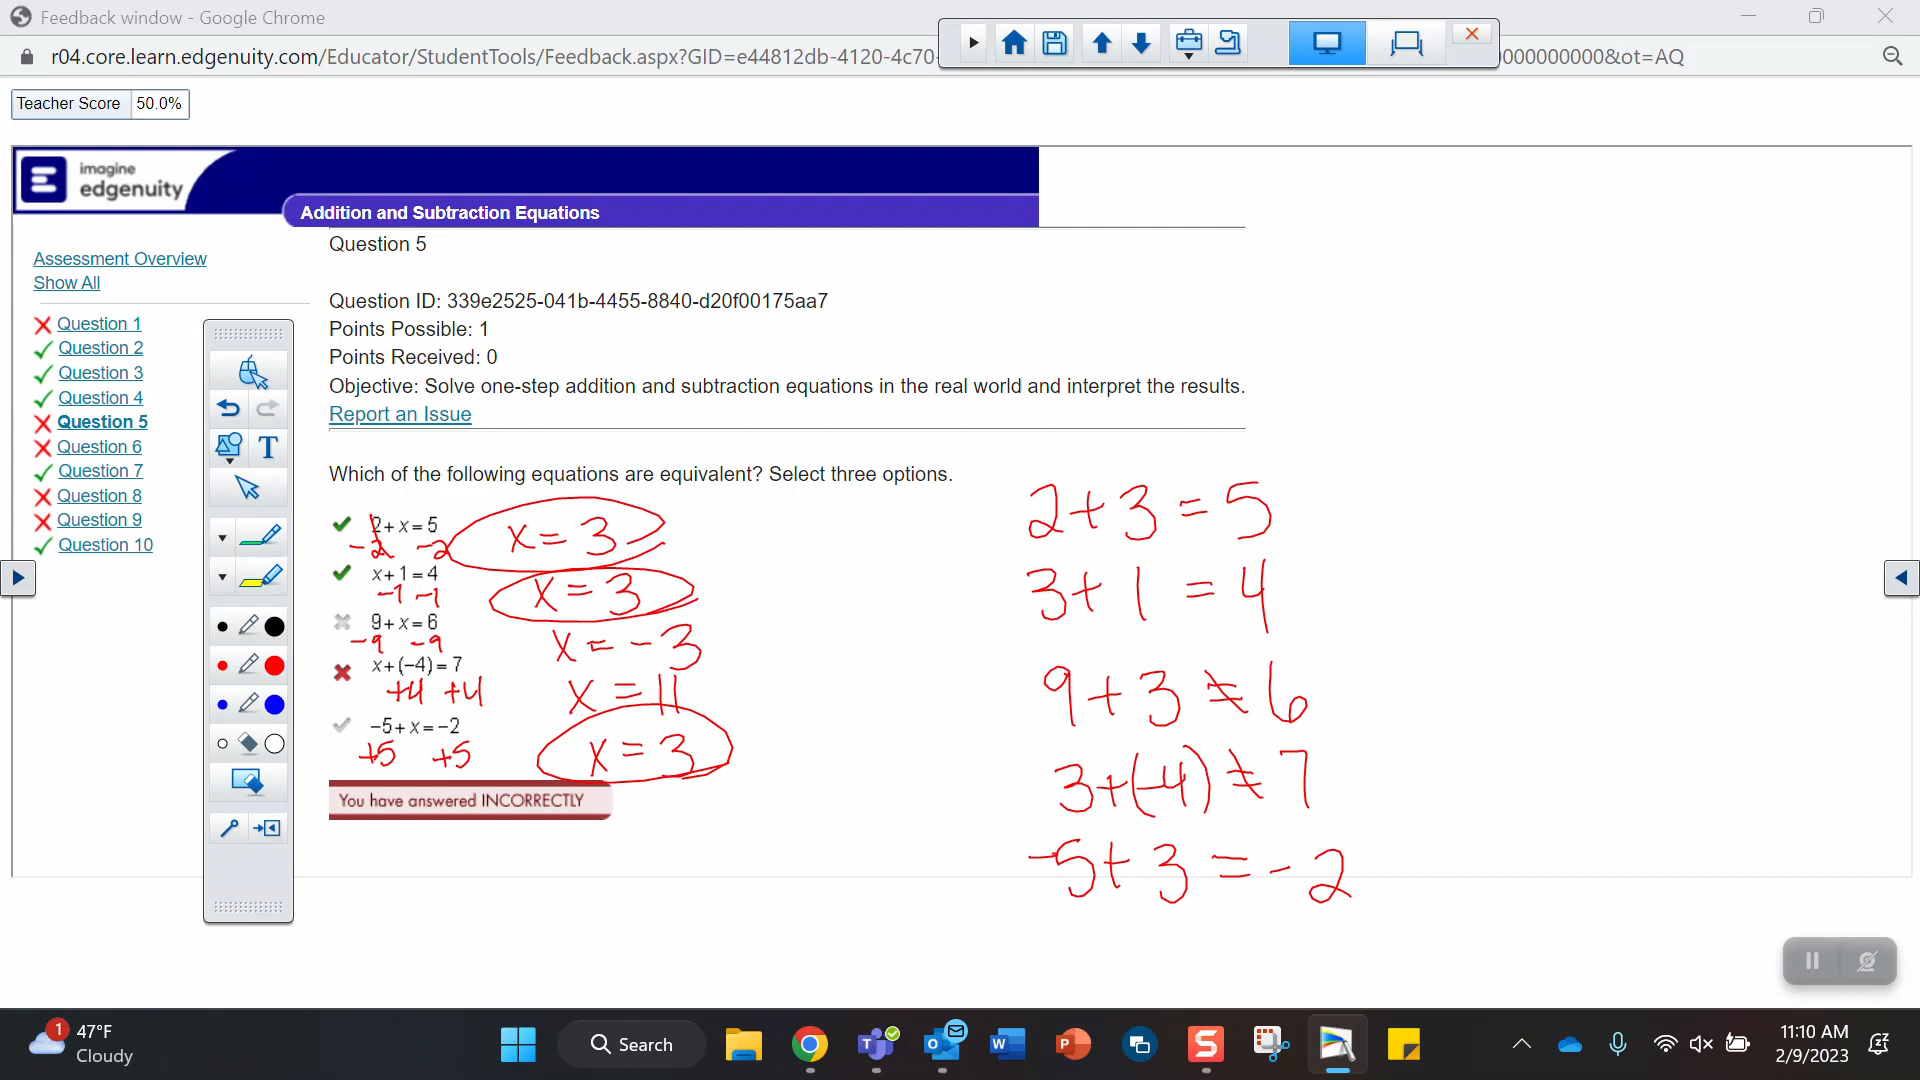 Feedback window - Google Chrome
r04.core.learn.edgenuity.com/Educator/StudentTools/Feedback.aspx?GID=e44812db-4120-4c70-
000000000&ot=AQ
Teacher Score 50.0%
imagine
edgenuity
Addition and Subtraction Equations
Assessment Overview
Show All
Question 1
Question 2
Question 3
Question 4
Question 5
Question 6
Question 7
Question 8
Question 9
Question 10
T
Question 5
Question ID: 339e2525-041b-4455-8840-d20f00175aa7
Points Possible: 1
Points Received: 0
Objective: Solve one-step addition and subtraction equations in the real world and interpret the results.
Report an Issue
Which of the following equations are equivalent? Select three options.
2+x=5
-2 -2
x=3
x+1=4
-1 -1
x=3
9+x=6
-9 -9
x=-3
x+(-4)=7
+4 +4
x=11
-5+x=-2
+5 +5
x=3
You have answered INCORRECTLY
2+3=5
3+1=4
9+3≠6
3+(-4)≠7
-5+3=-2
1
47°F
Cloudy
Search
11:10 AM
2/9/2023